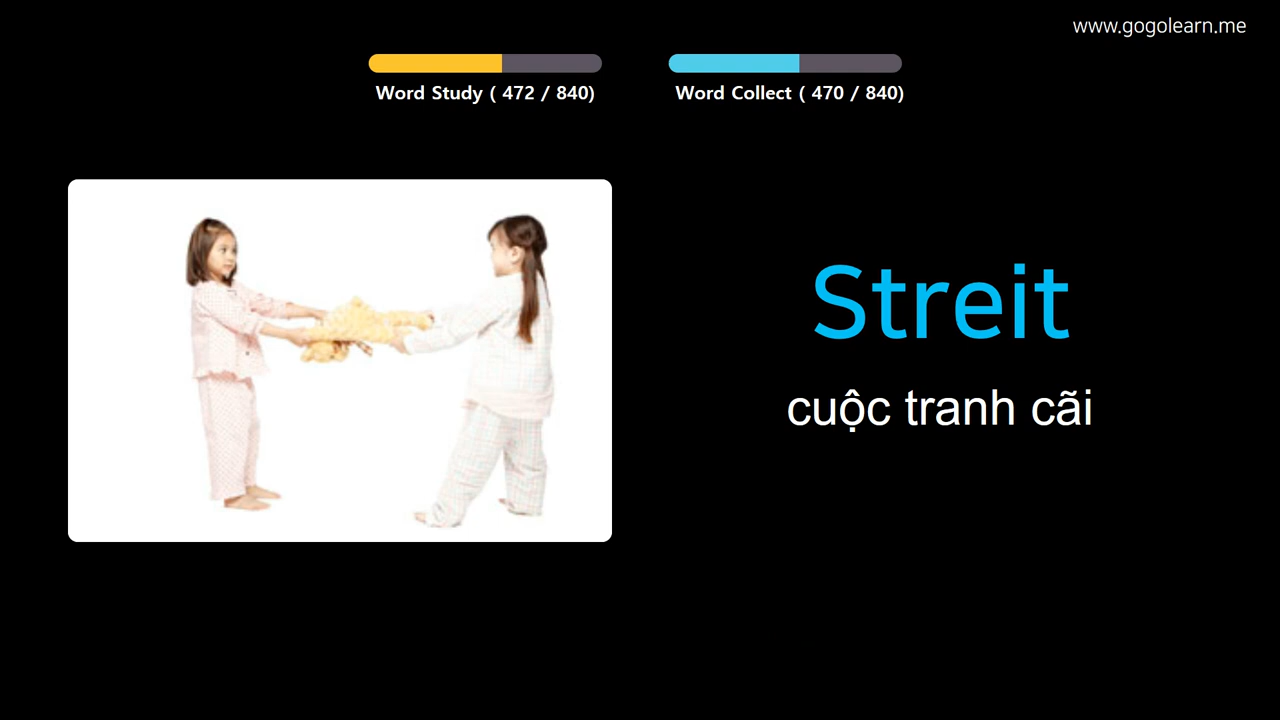 www.gogolearn.me
Word Study ( 472 / 840)
Word Collect ( 470 / 840)
Streit
cuộc tranh cãi